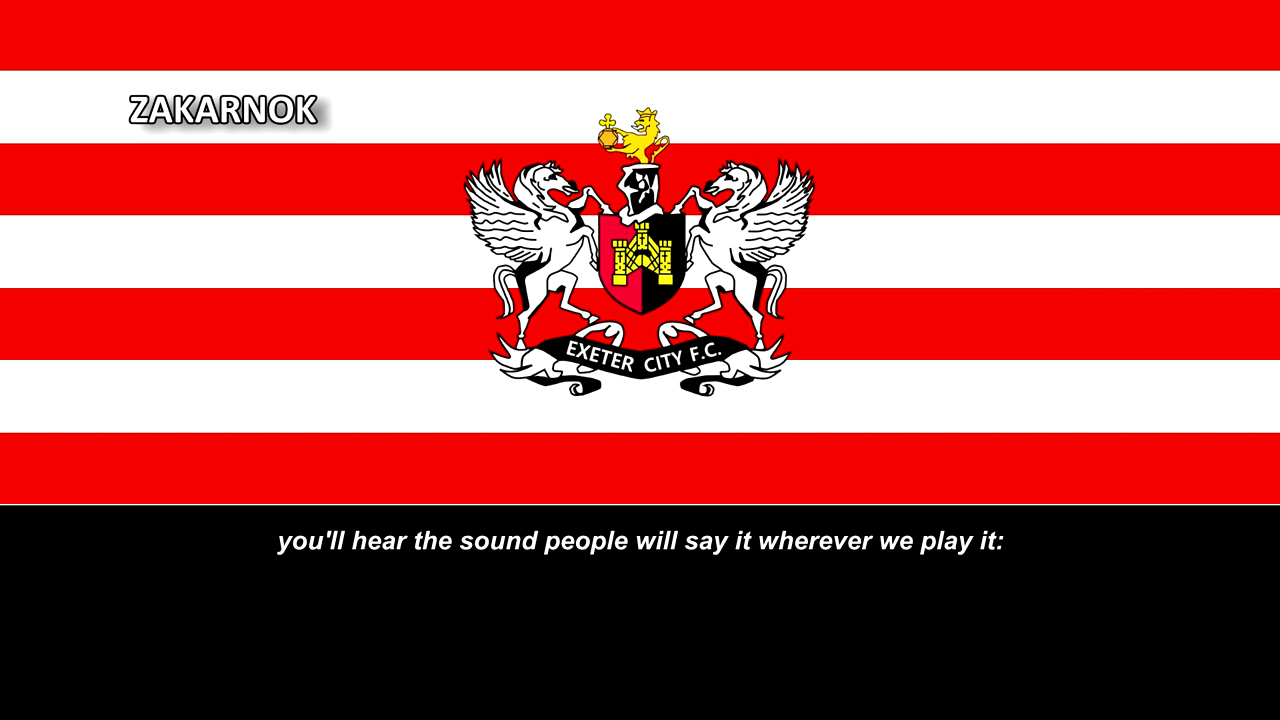 ZAKARNOK
EXETER CITY F.C.
you'll hear the sound people will say it wherever we play it: